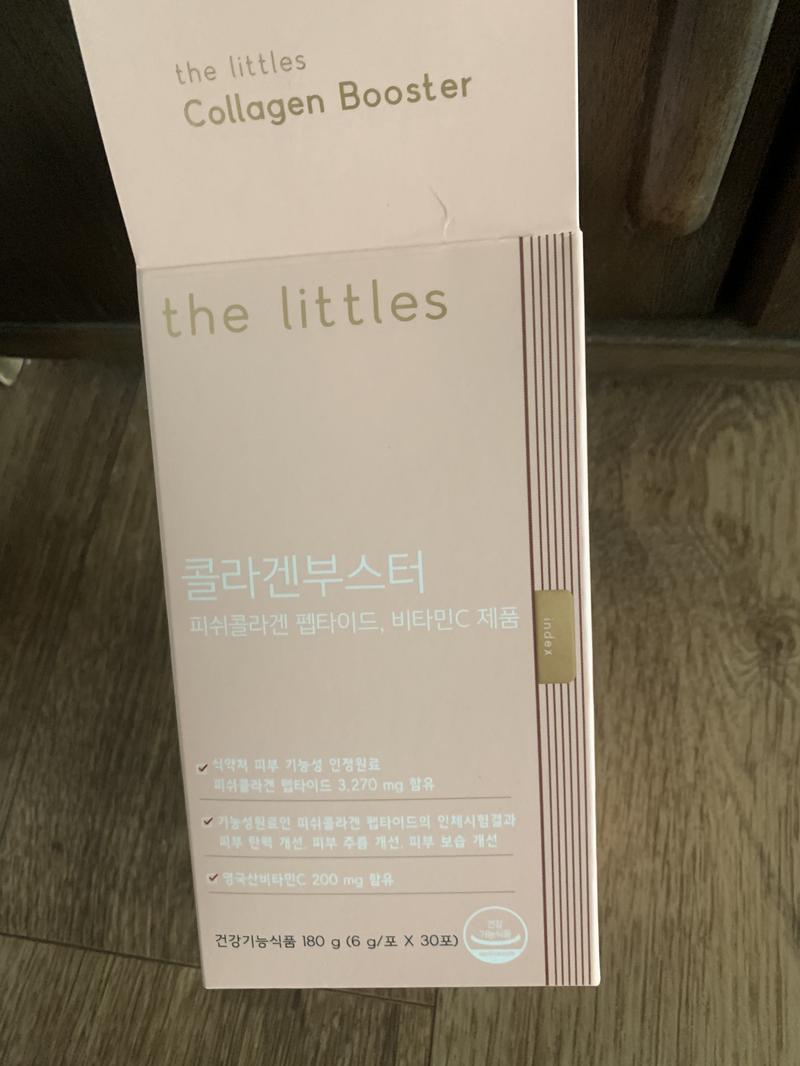 the littles
Collagen Booster
the littles
콜라겐부스터
피쉬콜라겐 펩타이드, 비타민C 제품
index
식약처 피부 기능성 인정원료
피쉬콜라겐 펩타이드 3,270 mg 함유
기능성원료인 피쉬콜라겐 펩타이드의 인체시험결과
피부 탄력 개선, 피부 주름 개선, 피부 보습 개선
영국산비타민C 200 mg 함유
건강기능식품 180 g (6 g/포 X 30포)
건강
기능식품